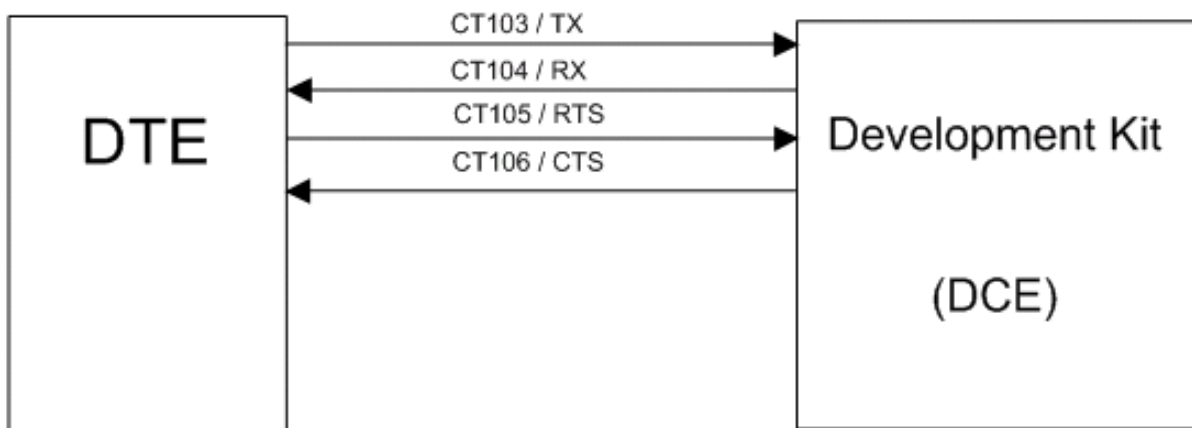 CT103 / TX
CT104 / RX
CT105 / RTS
CT106 / CTS
DTE
Development Kit
(DCE)